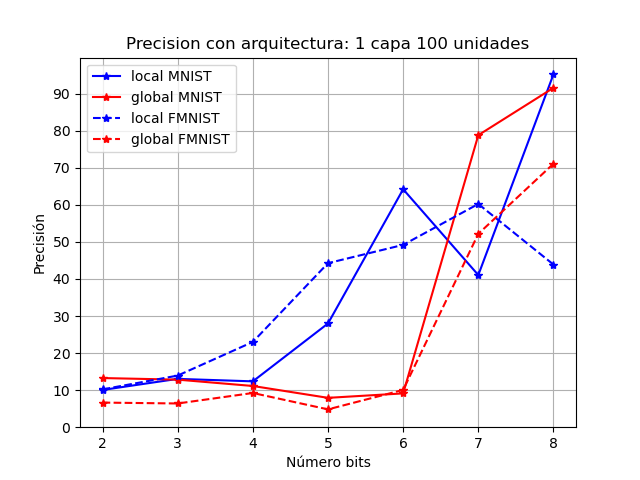 Precision con arquitectura: 1 capa 100 unidades
local MNIST
global MNIST
local FMNIST
global FMNIST
Precisión
90
80
70
60
50
40
30
20
10
0
2 3 4 5 6 7 8
Número bits